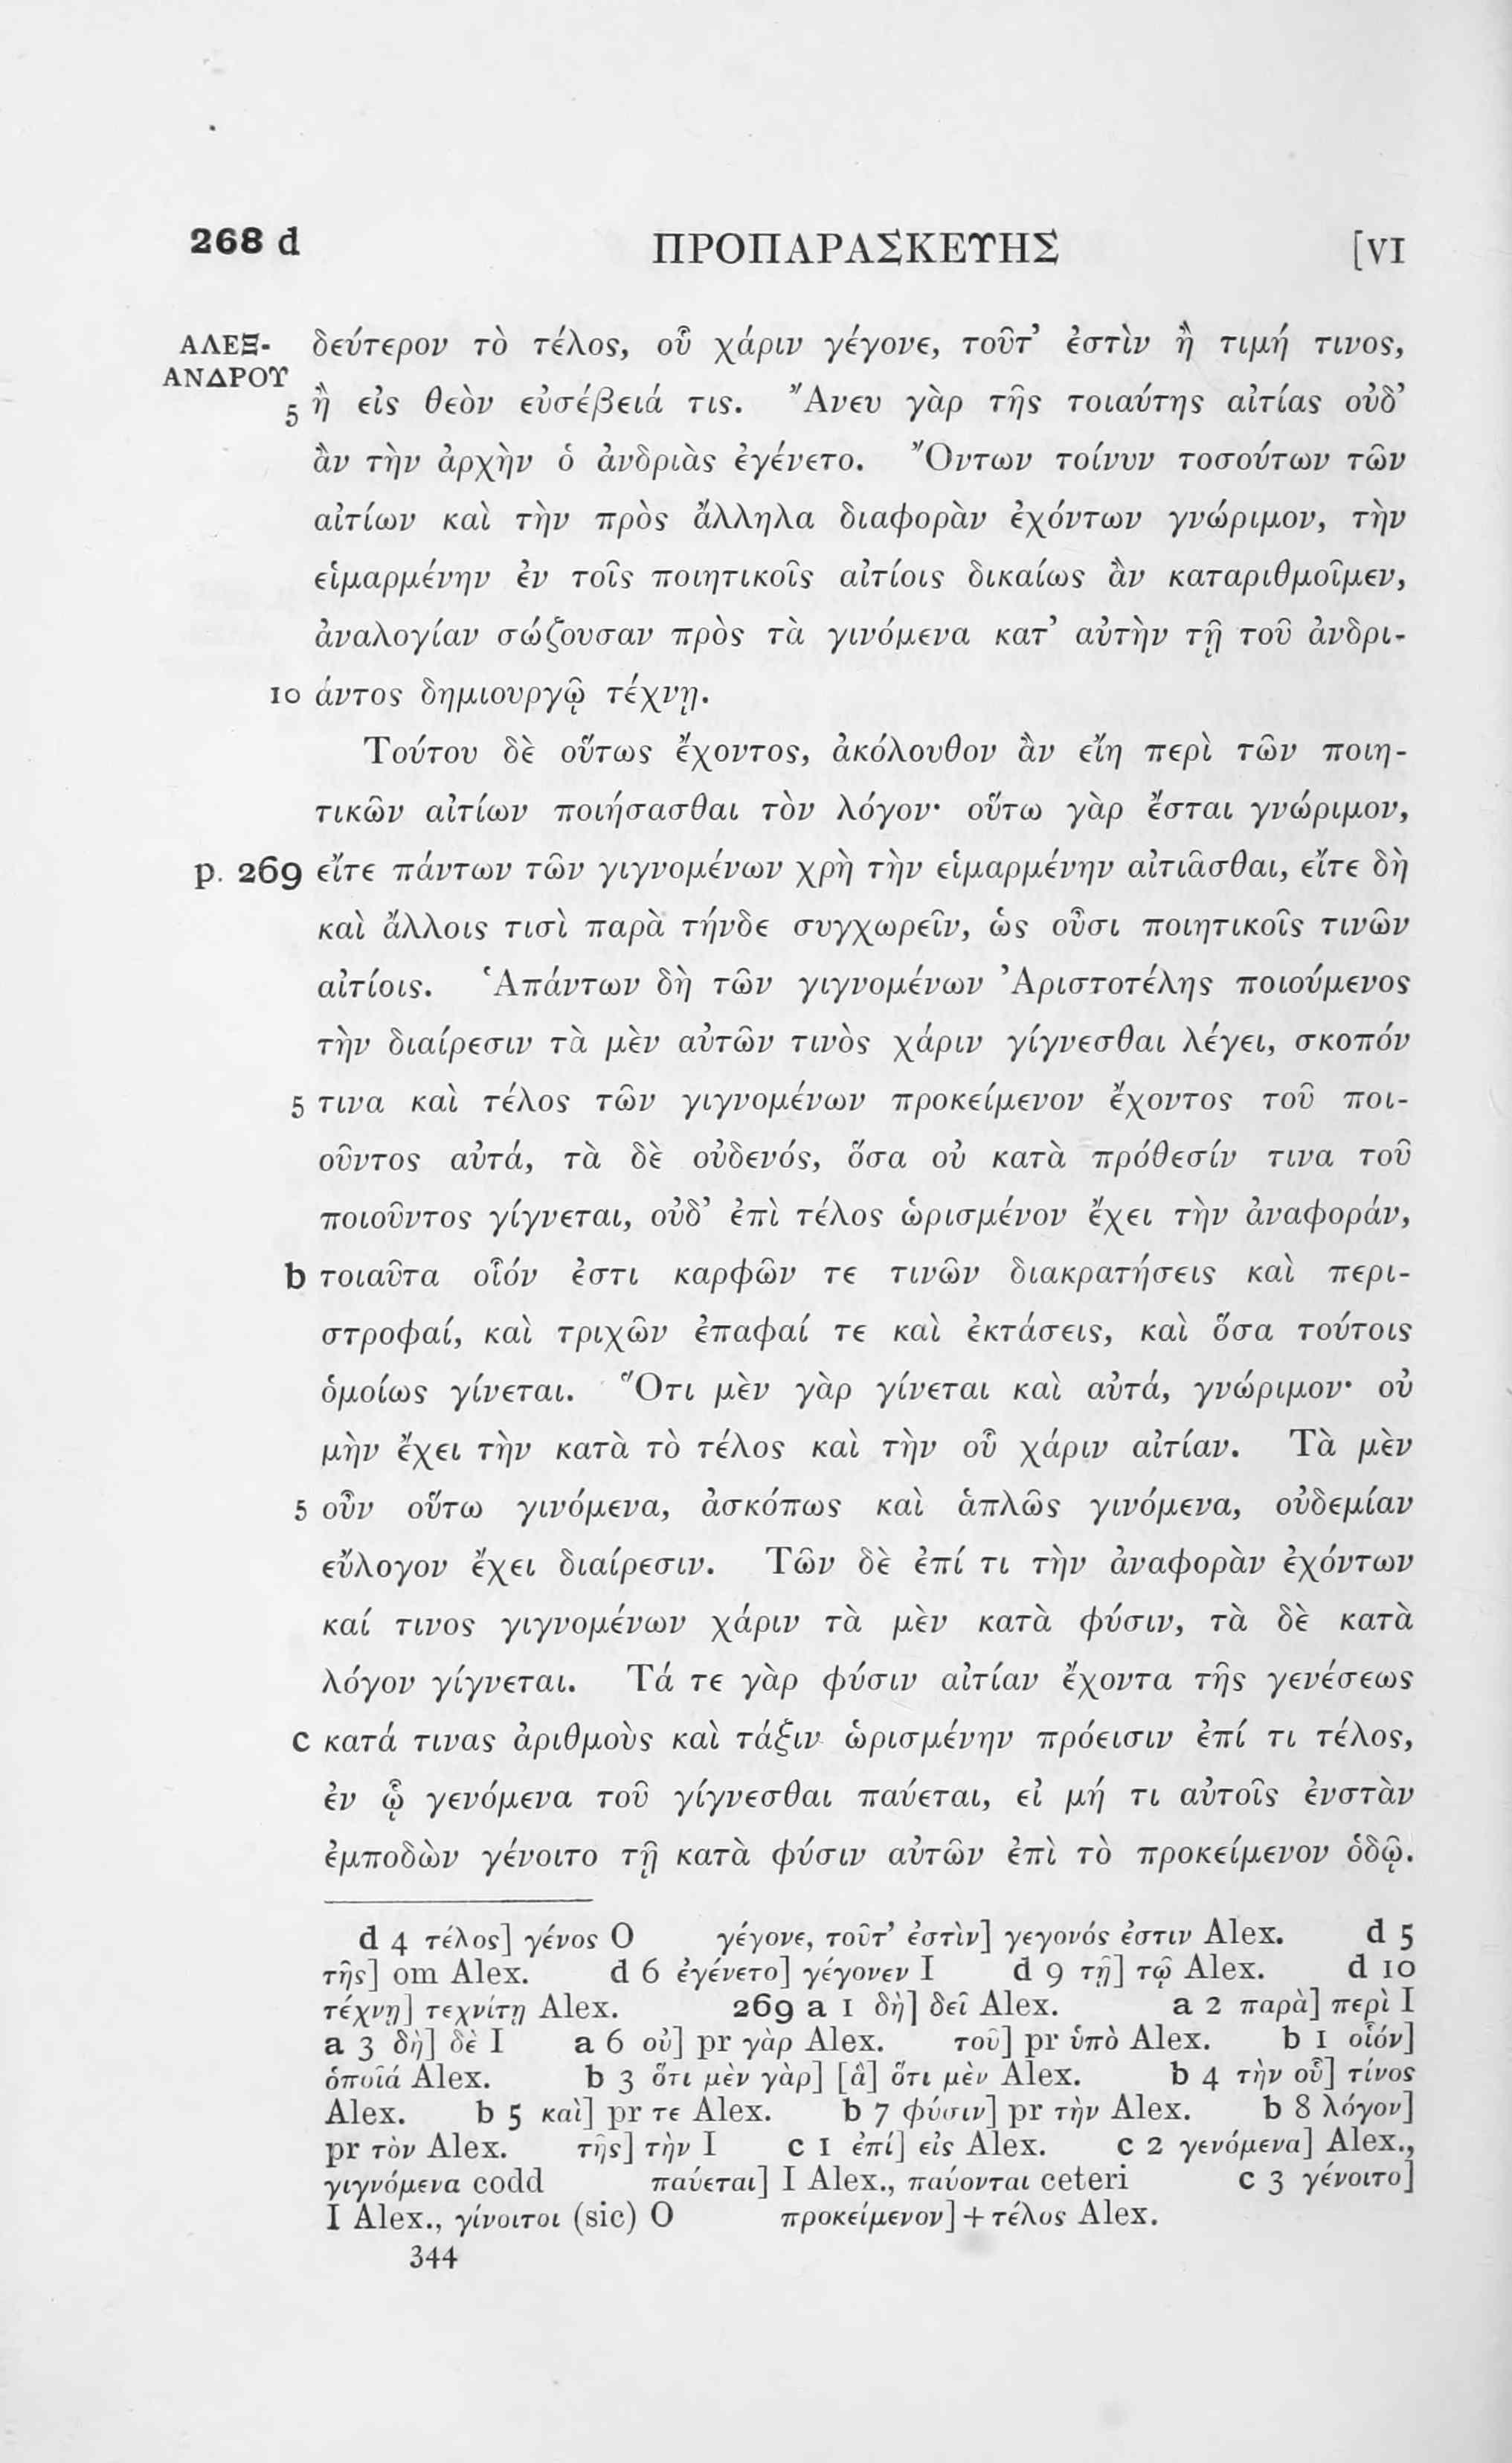 268 d ΠΡΟΠΑΡΑΣΚΕΥΗΣ [VI
ΑΛΕΞ- δεύτερον τὸ τέλος, οὗ χάριν γέγονε, τοῦτ’ ἐστὶν ἢ τιμή τινος,
ΑΝΔΡΟΥ
5 ἢ εἰς θεὸν εὐσέβειά τις. Ἄνευ γὰρ τῆς τοιαύτης αἰτίας οὐδ’
ἂν τὴν ἀρχὴν ὁ ἀνδριὰς ἐγένετο. Ὄντων τοίνυν τοσούτων τῶν
αἰτίων καὶ τὴν πρὸς ἄλληλα διαφορὰν ἐχόντων γνώριμον, τὴν
εἱμαρμένην ἐν τοῖς ποιητικοῖς αἰτίοις δικαίως ἂν καταριθμοῖμεν,
ἀναλογίαν σώζουσαν πρὸς τὰ γινόμενα κατ’ αὐτὴν τῇ τοῦ ἀνδρι-
10 άντος δημιουργῷ τέχνῃ.
Τούτου δὲ οὕτως ἔχοντος, ἀκόλουθον ἂν εἴη περὶ τῶν ποιη-
τικῶν αἰτίων ποιήσασθαι τὸν λόγον· οὕτω γὰρ ἔσται γνώριμον,
p. 269 εἴτε πάντων τῶν γιγνομένων χρὴ τὴν εἱμαρμένην αἰτιᾶσθαι, εἴτε δὴ
καὶ ἄλλοις τισὶ παρὰ τήνδε συγχωρεῖν, ὡς οὖσι ποιητικοῖς τινῶν
αἰτίοις. Ἁπάντων δὴ τῶν γιγνομένων Ἀριστοτέλης ποιούμενος
τὴν διαίρεσιν τὰ μὲν αὐτῶν τινὸς χάριν γίγνεσθαι λέγει, σκοπόν
5 τινα καὶ τέλος τῶν γιγνομένων προκείμενον ἔχοντος τοῦ ποι-
οῦντος αὐτά, τὰ δὲ οὐδενός, ὅσα οὐ κατὰ πρόθεσίν τινα τοῦ
ποιοῦντος γίγνεται, οὐδ’ ἐπὶ τέλος ὡρισμένον ἔχει τὴν ἀναφοράν,
b τοιαῦτα οἷόν ἐστι καρφῶν τε τινῶν διακρατήσεις καὶ περι-
στροφαί, καὶ τριχῶν ἐπαφαί τε καὶ ἐκτάσεις, καὶ ὅσα τούτοις
ὁμοίως γίνεται. Ὅτι μὲν γὰρ γίνεται καὶ αὐτά, γνώριμον· οὐ
μὴν ἔχει τὴν κατὰ τὸ τέλος καὶ τὴν οὗ χάριν αἰτίαν. Τὰ μὲν
5 οὖν οὕτω γινόμενα, ἀσκόπως καὶ ἁπλῶς γινόμενα, οὐδεμίαν
εὔλογον ἔχει διαίρεσιν. Τῶν δὲ ἐπί τι τὴν ἀναφορὰν ἐχόντων
καί τινος γιγνομένων χάριν τὰ μὲν κατὰ φύσιν, τὰ δὲ κατὰ
λόγον γίγνεται. Τά τε γὰρ φύσιν αἰτίαν ἔχοντα τῆς γενέσεως
c κατά τινας ἀριθμοὺς καὶ τάξιν ὡρισμένην πρόεισιν ἐπί τι τέλος,
ἐν ᾧ γενόμενα τοῦ γίγνεσθαι παύεται, εἰ μή τι αὐτοῖς ἐνστὰν
ἐμποδὼν γένοιτο τῇ κατὰ φύσιν αὐτῶν ἐπὶ τὸ προκείμενον ὁδῷ.
d 4 τέλος] γένος O γέγονε, τοῦτ’ ἐστὶν] γεγονός ἐστιν Alex. d 5
τῆς] om Alex. d 6 ἐγένετο] γέγονεν I d 9 τῇ] τῷ Alex. d 10
τέχνῃ] τεχνίτῃ Alex. 269 a 1 δὴ] δεῖ Alex. a 2 παρὰ] περὶ I
a 3 δὴ] δὲ I a 6 οὐ] pr γὰρ Alex. τοῦ] pr ὑπὸ Alex. b 1 οἷόν]
ὁποῖά Alex. b 3 ὅτι μὲν γὰρ] [ἃ] ὅτι μὲν Alex. b 4 τὴν οὗ] τίνος
Alex. b 5 καὶ] pr τε Alex. b 7 φύσιν] pr τὴν Alex. b 8 λόγον]
pr τὸν Alex. τῆς] τὴν I c 1 ἐπί] εἰς Alex. c 2 γενόμενα] Alex.,
γιγνόμενα codd παύεται] I Alex., παύονται ceteri c 3 γένοιτο]
I Alex., γίνοιτοι (sic) O προκείμενον] + τέλος Alex.
344